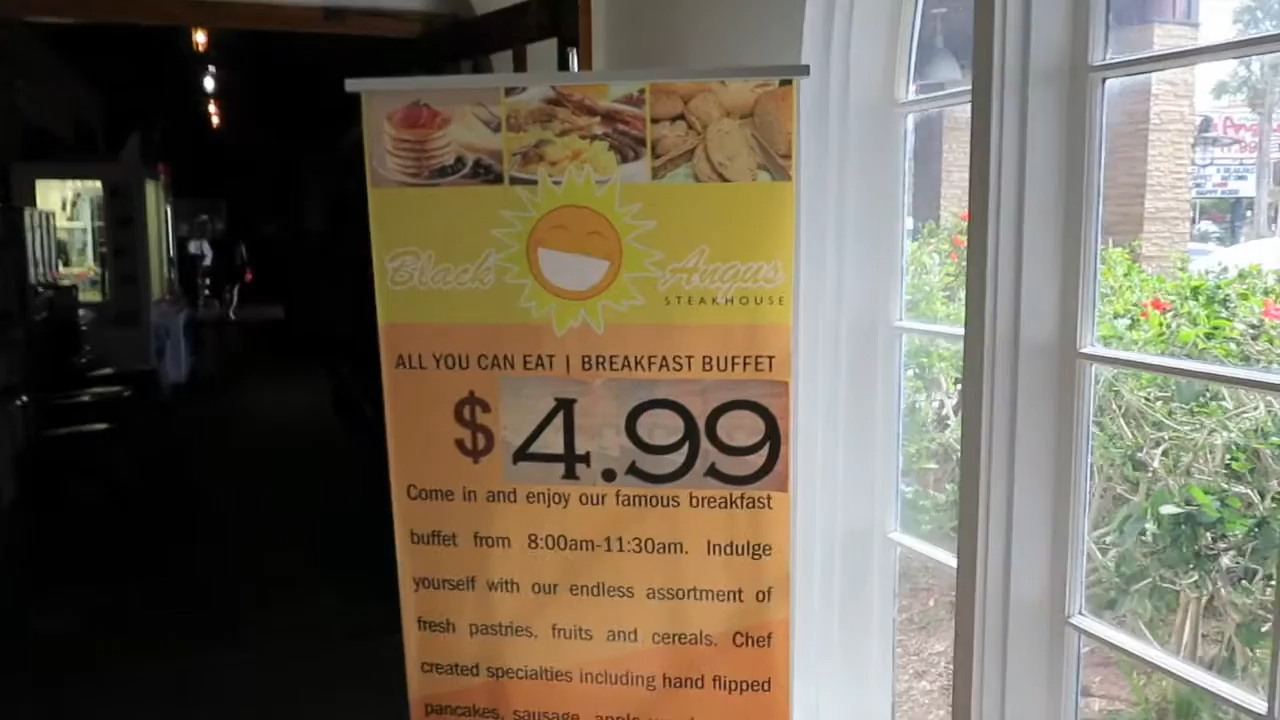 Black Angus
STEAKHOUSE
ALL YOU CAN EAT | BREAKFAST BUFFET
$4.99
Come in and enjoy our famous breakfast
buffet from 8:00am-11:30am. Indulge
yourself with our endless assortment of
fresh pastries, fruits and cereals. Chef
created specialties including hand flipped
pancakes, sausage,